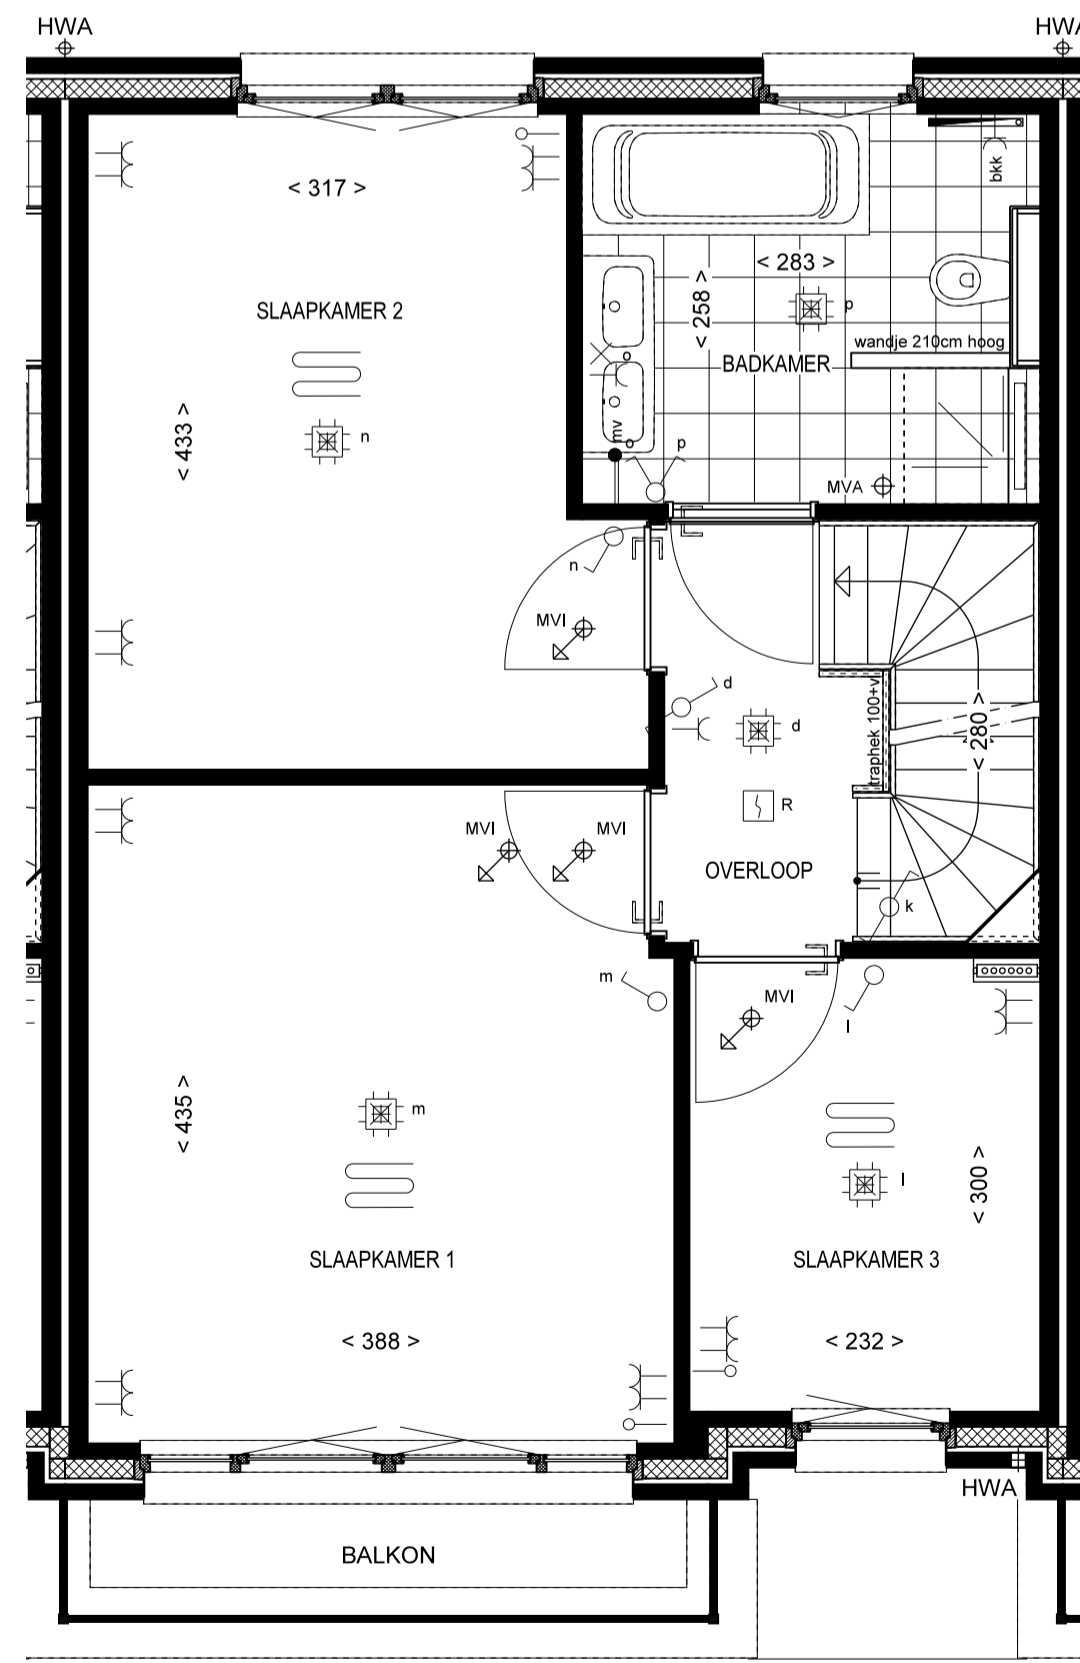 HWA
HWA
< 317 >
bkk
SLAAPKAMER 2
< 283 >
< 258 >
p
wandje 210cm hoog
BADKAMER
o
< 433 >
n
mv
o
p
MVA
n
MVI
d
d
traphek 100+v
< 280 >
R
MVI
MVI
OVERLOOP
k
m
MVI
l
m
< 435 >
l
< 300 >
SLAAPKAMER 1
SLAAPKAMER 3
< 388 >
< 232 >
HWA
BALKON